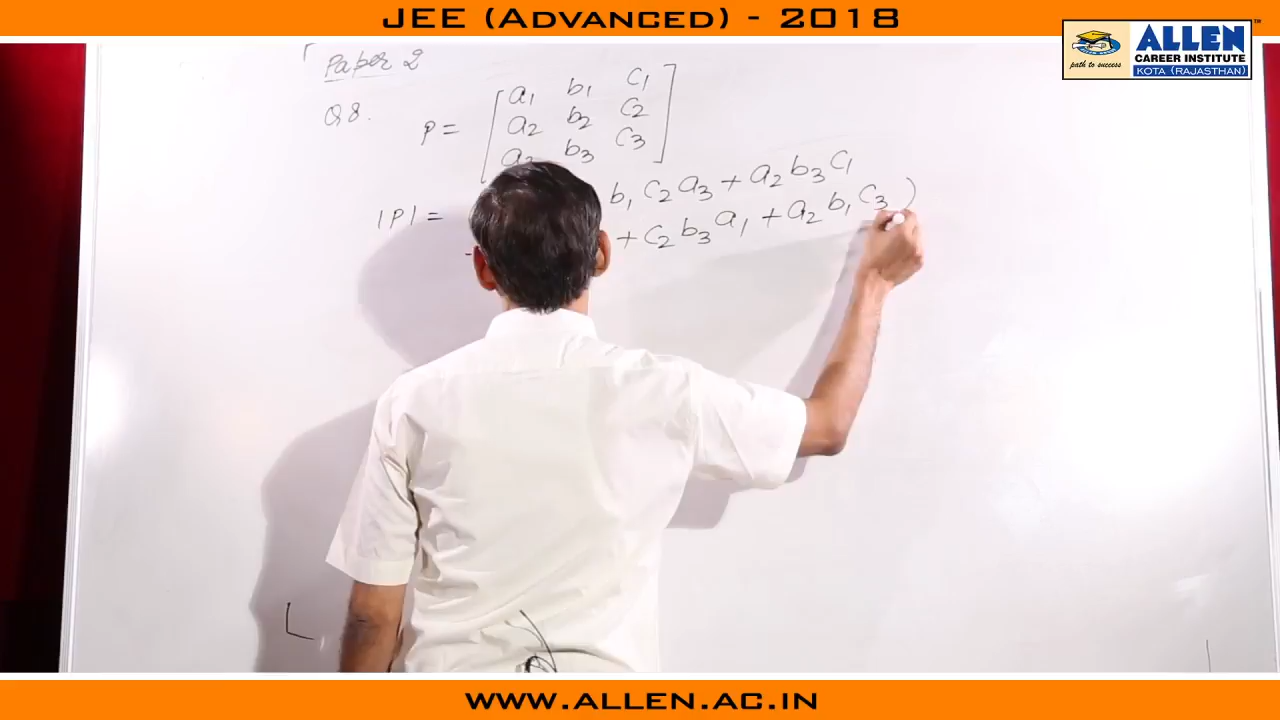 JEE (ADVANCED) - 2018
ALLEN
CAREER INSTITUTE
KOTA (RAJASTHAN)
path to success
Paper 2
Q8.
P = [ a₁ b₁ c₁
a₂ b₂ c₂
a₃ b₃ c₃ ]
|P| = b₁ c₂ a₃ + a₂ b₃ c₁
+ c₂ b₃ a₁ + a₂ b₁ c₃ )
WWW.ALLEN.AC.IN